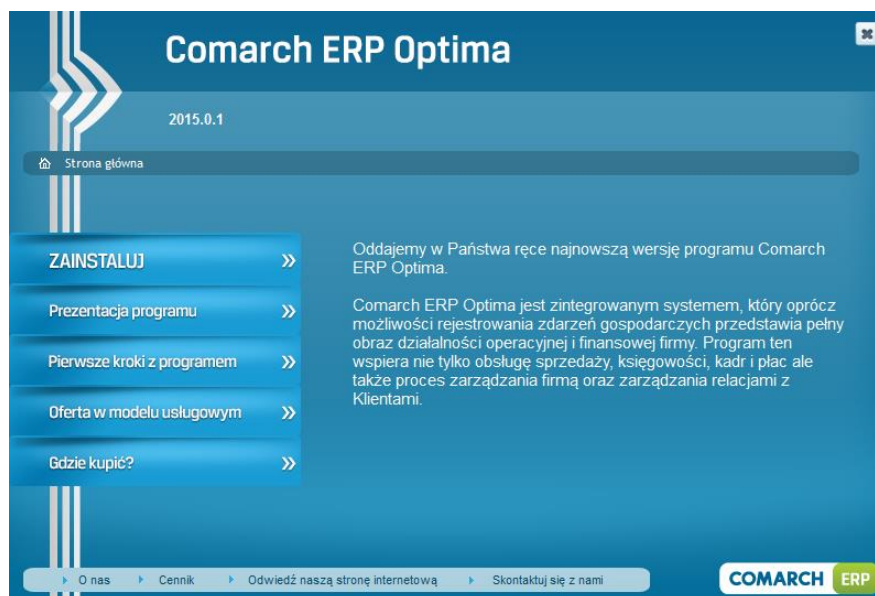 Comarch ERP Optima
2015.0.1
Strona główna
ZAINSTALUJ
Prezentacja programu
Pierwsze kroki z programem
Oferta w modelu usługowym
Gdzie kupić?
Oddajemy w Państwa ręce najnowszą wersję programu Comarch
ERP Optima.
Comarch ERP Optima jest zintegrowanym systemem, który oprócz
możliwości rejestrowania zdarzeń gospodarczych przedstawia pełny
obraz działalności operacyjnej i finansowej firmy. Program ten
wspiera nie tylko obsługę sprzedaży, księgowości, kadr i płac ale
także proces zarządzania firmą oraz zarządzania relacjami z
Klientami.
O nas Cennik Odwiedź naszą stronę internetową Skontaktuj się z nami
COMARCH ERP